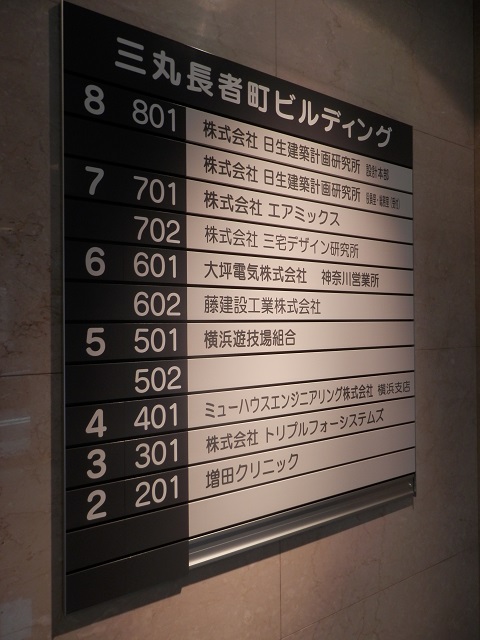 三丸長者町ビルディング
8 801 株式会社 日生建築計画研究所 設計本部
株式会社 日生建築計画研究所
7 701 株式会社 エアミックス
702 株式会社 三宅デザイン研究所
6 601 大坪電気株式会社 神奈川営業所
602 藤建設工業株式会社
5 501 横浜遊技場組合
502
4 401 ミューハウスエンジニアリング株式会社 横浜支店
3 301 株式会社 トリプルフォーシステムズ
2 201 増田クリニック